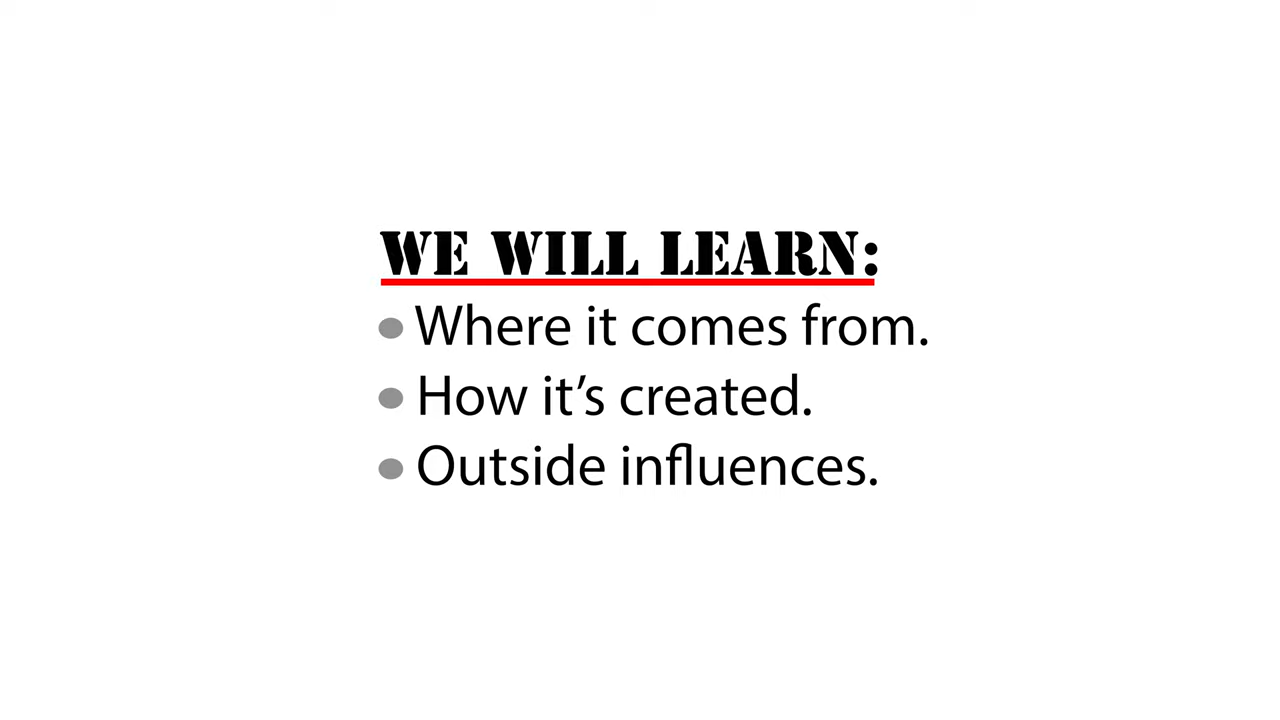 WE WILL LEARN:
• Where it comes from.
• How it’s created.
• Outside influences.